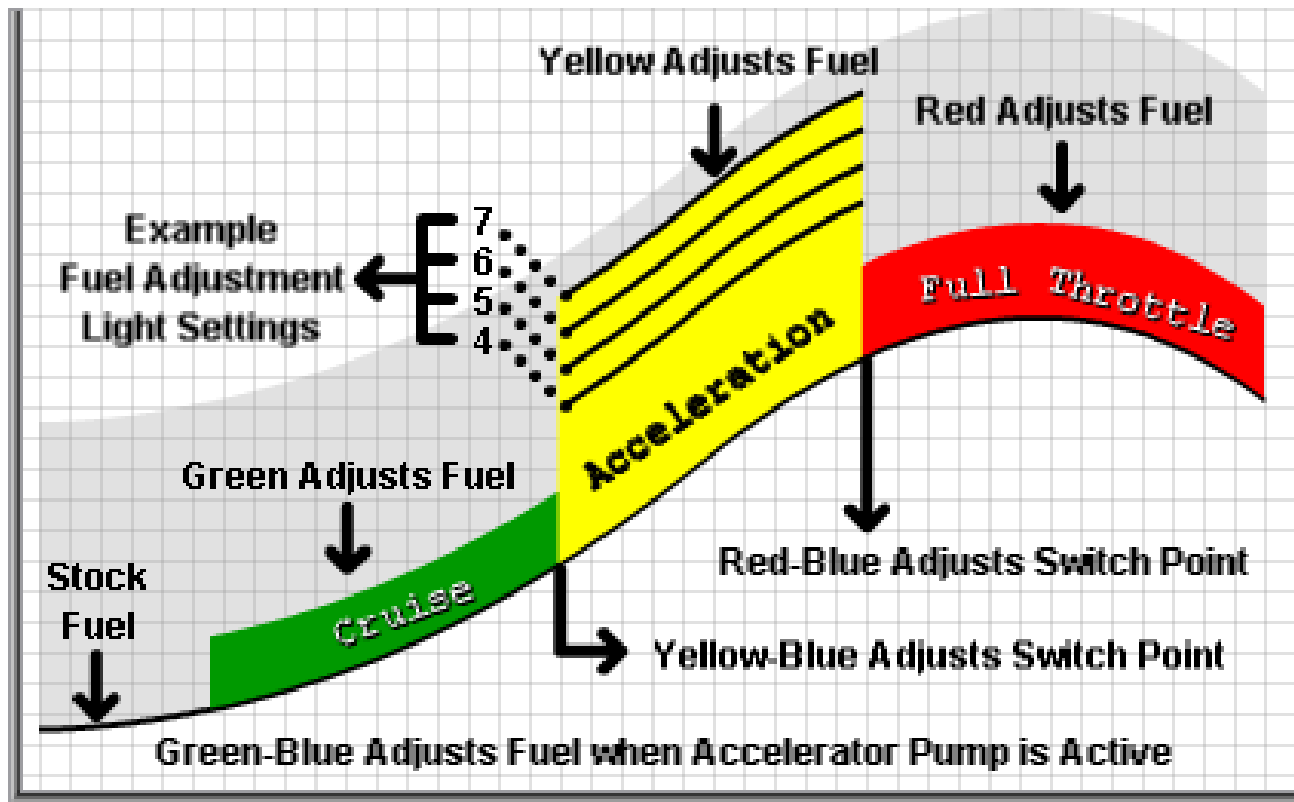 Yellow Adjusts Fuel
Red Adjusts Fuel
Example
Fuel Adjustment
Light Settings
7
6
5
4
Full Throttle
Acceleration
Green Adjusts Fuel
Cruise
Stock
Fuel
Red-Blue Adjusts Switch Point
Yellow-Blue Adjusts Switch Point
Green-Blue Adjusts Fuel when Accelerator Pump is Active